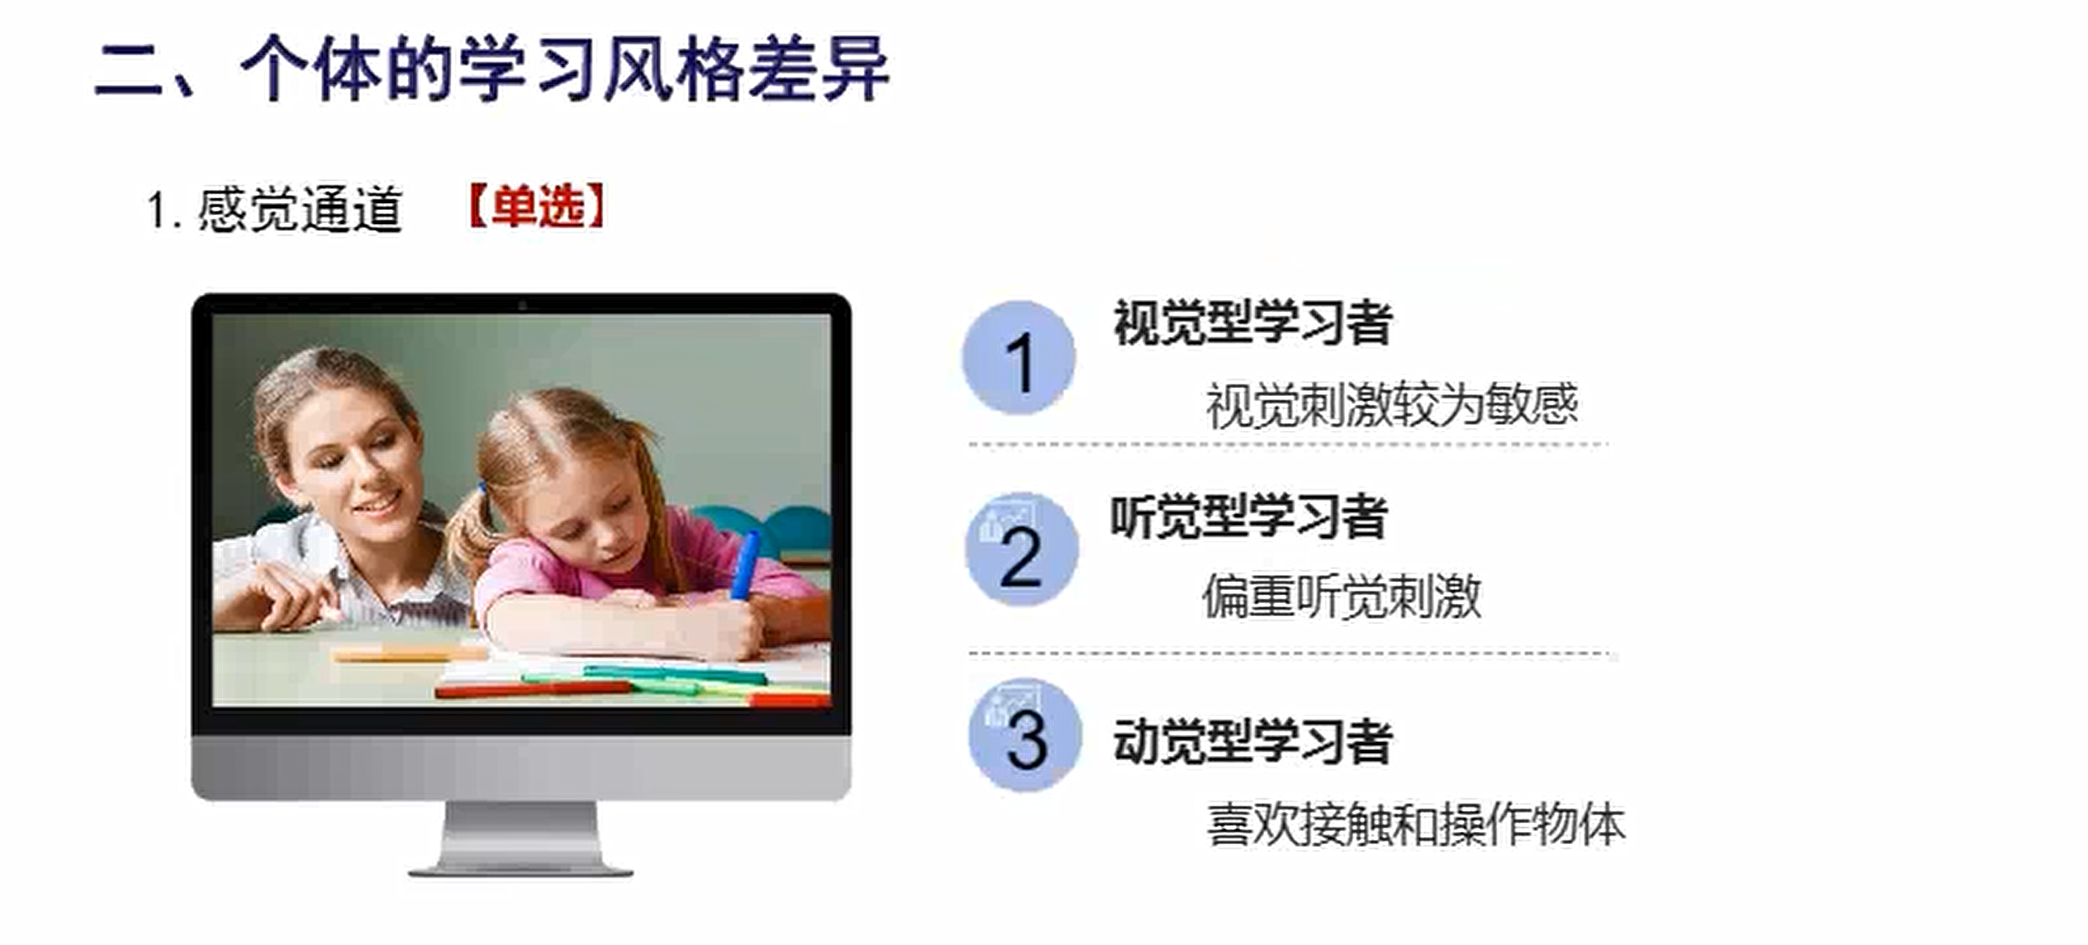 二、个体的学习风格差异
1. 感觉通道 【单选】
1
视觉型学习者
视觉刺激较为敏感
2
听觉型学习者
偏重听觉刺激
3
动觉型学习者
喜欢接触和操作物体